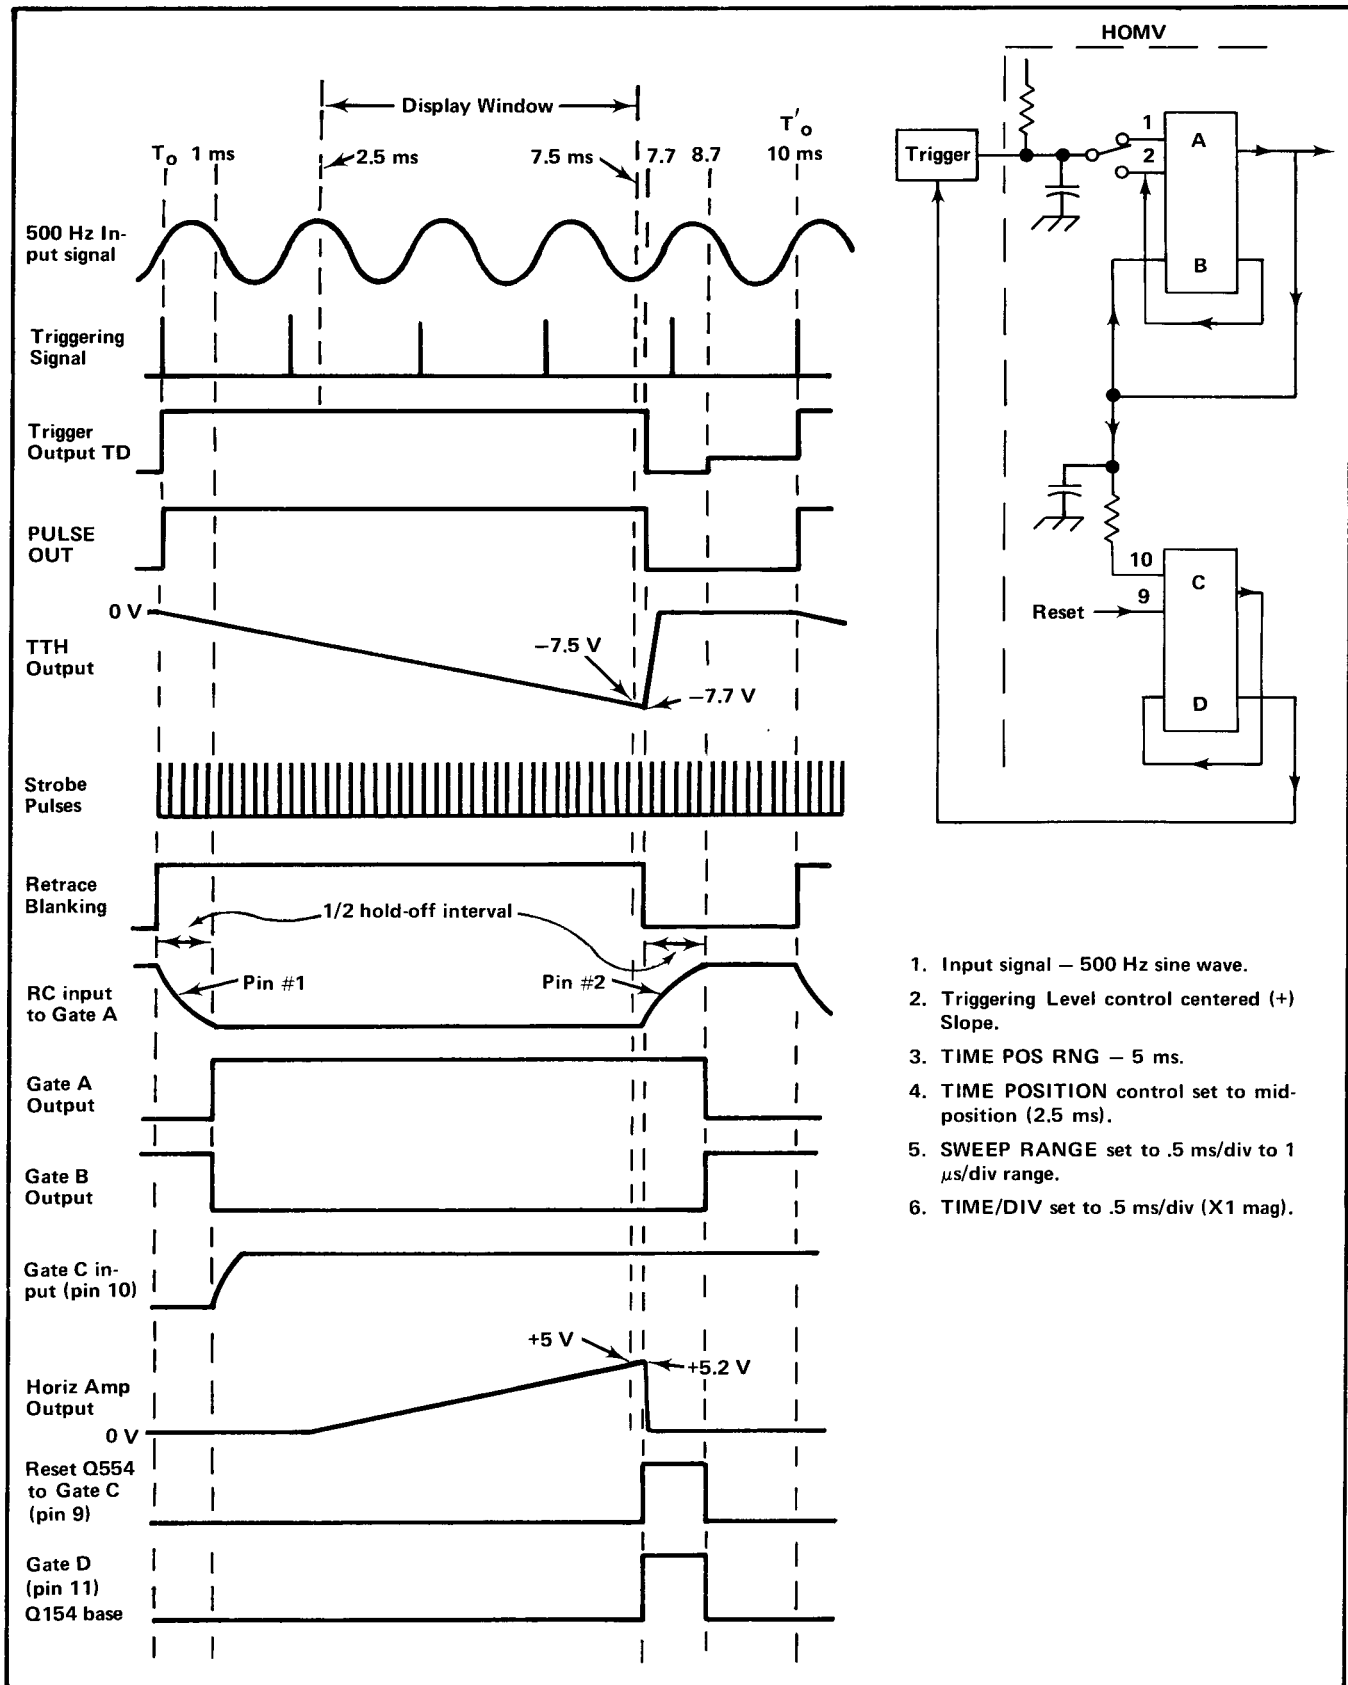 HOMV
Display Window
To 1 ms
2.5 ms
7.5 ms
7.7 8.7
T'o
10 ms
Trigger
1
2
A
B
500 Hz In-
put signal
Triggering
Signal
Trigger
Output TD
PULSE
OUT
0 V
TTH
Output
−7.5 V
−7.7 V
10
9
Reset
C
D
Strobe
Pulses
Retrace
Blanking
1/2 hold-off interval
RC input
to Gate A
Pin #1
Pin #2
Gate A
Output
Gate B
Output
Gate C in-
put (pin 10)
+5 V
+5.2 V
Horiz Amp
Output
0 V
Reset Q554
to Gate C
(pin 9)
Gate D
(pin 11)
Q154 base
1. Input signal – 500 Hz sine wave.
2. Triggering Level control centered (+)
Slope.
3. TIME POS RNG – 5 ms.
4. TIME POSITION control set to mid-
position (2.5 ms).
5. SWEEP RANGE set to .5 ms/div to 1
μs/div range.
6. TIME/DIV set to .5 ms/div (X1 mag).